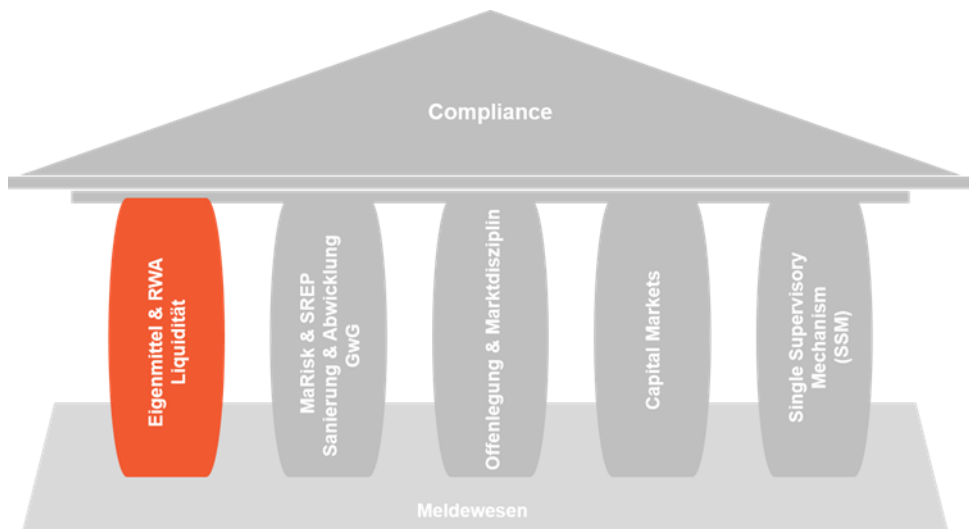 Compliance
Eigenmittel & RWA
Liquidität
MaRisk & SREP
Sanierung & Abwicklung
GwG
Offenlegung & Marktdisziplin
Capital Markets
Single Supervisory
Mechanism
(SSM)
Meldewesen